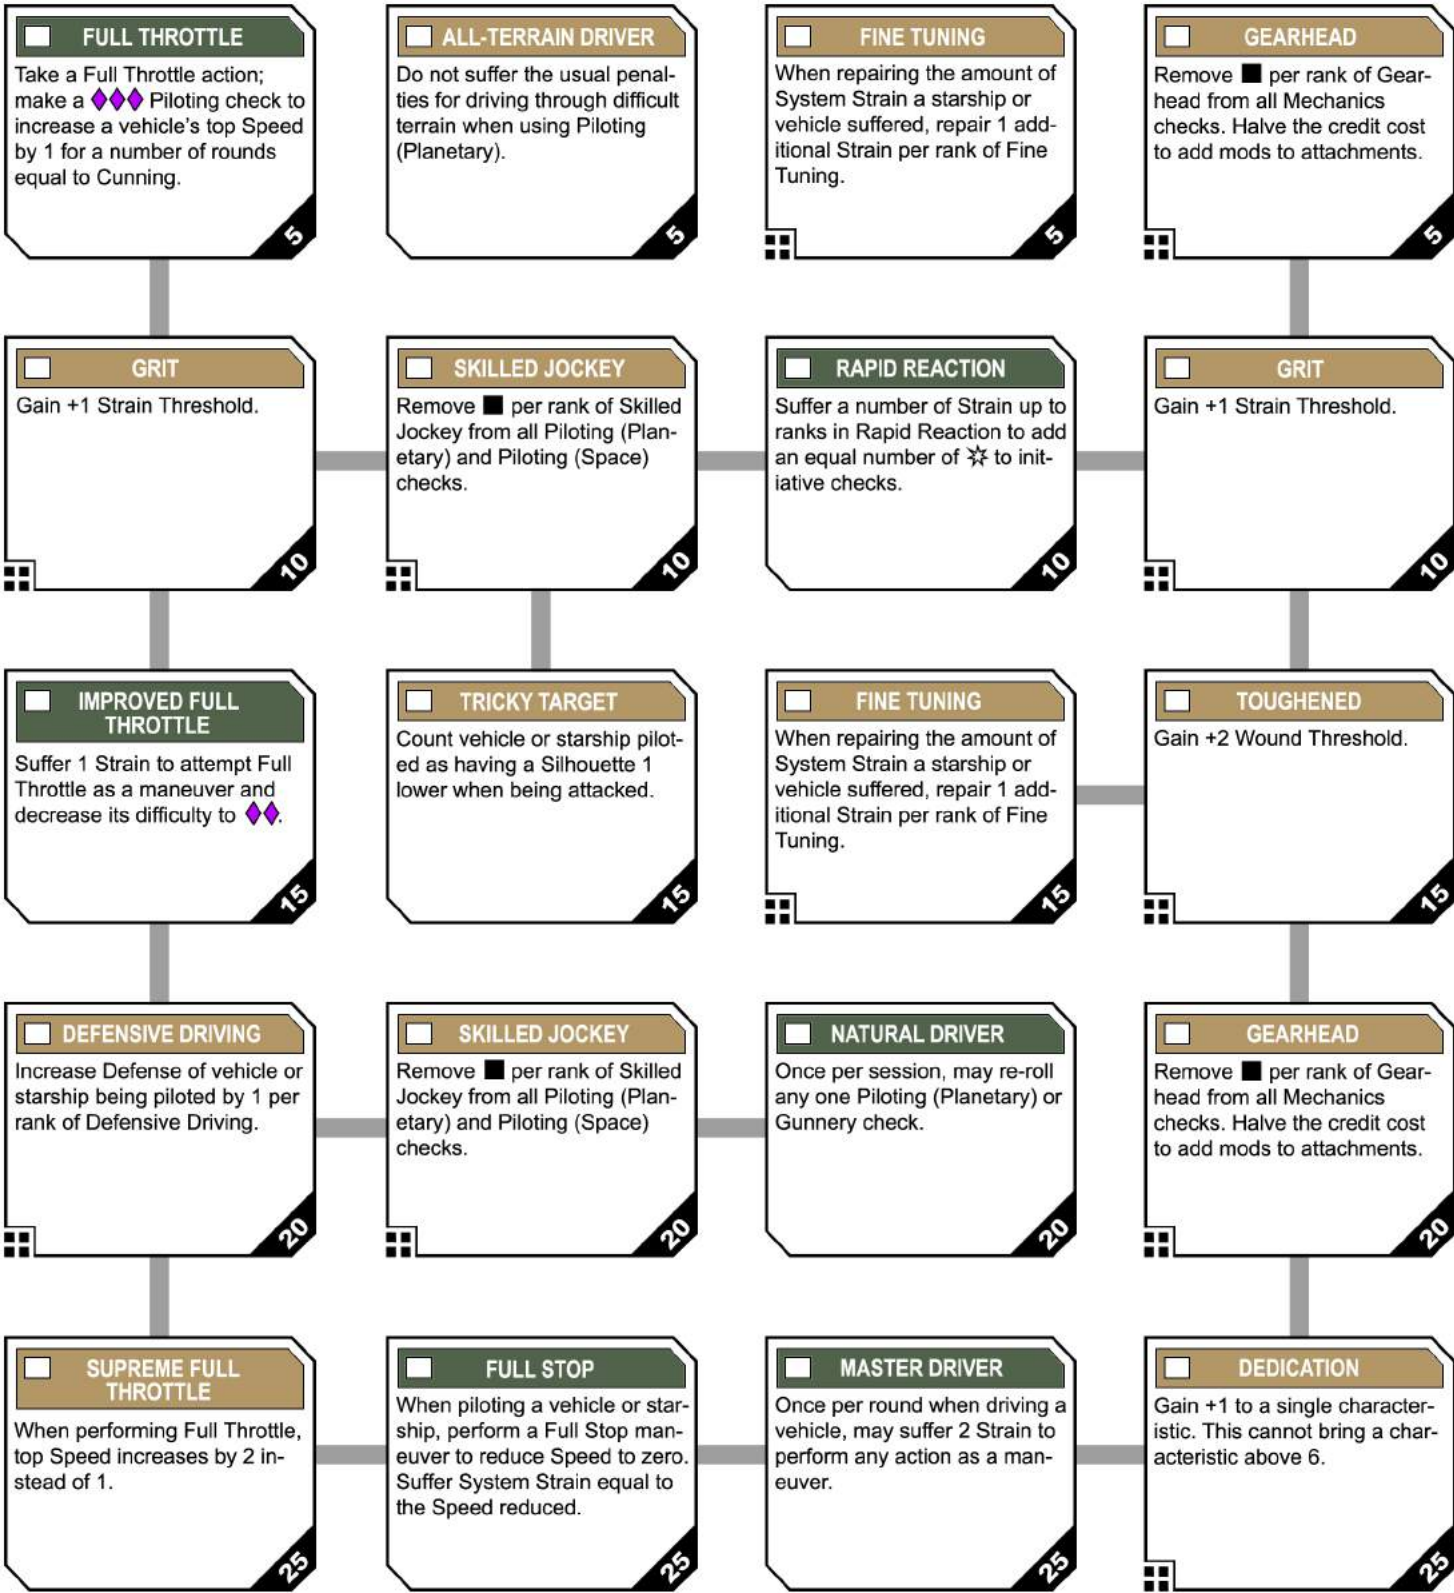 FULL THROTTLE
Take a Full Throttle action;
make a Piloting check to
increase a vehicle's top Speed
by 1 for a number of rounds
equal to Cunning.
5
ALL-TERRAIN DRIVER
Do not suffer the usual penal-
ties for driving through difficult
terrain when using Piloting
(Planetary).
5
FINE TUNING
When repairing the amount of
System Strain a starship or
vehicle suffered, repair 1 add-
itional Strain per rank of Fine
Tuning.
5
GEARHEAD
Remove ■ per rank of Gear-
head from all Mechanics
checks. Halve the credit cost
to add mods to attachments.
5
GRIT
Gain +1 Strain Threshold.
10
SKILLED JOCKEY
Remove ■ per rank of Skilled
Jockey from all Piloting (Plan-
etary) and Piloting (Space)
checks.
10
RAPID REACTION
Suffer a number of Strain up to
ranks in Rapid Reaction to add
an equal number of to init-
iative checks.
10
GRIT
Gain +1 Strain Threshold.
10
IMPROVED FULL
THROTTLE
Suffer 1 Strain to attempt Full
Throttle as a maneuver and
decrease its difficulty to .
15
TRICKY TARGET
Count vehicle or starship pilot-
ed as having a Silhouette 1
lower when being attacked.
15
FINE TUNING
When repairing the amount of
System Strain a starship or
vehicle suffered, repair 1 add-
itional Strain per rank of Fine
Tuning.
15
TOUGHENED
Gain +2 Wound Threshold.
15
DEFENSIVE DRIVING
Increase Defense of vehicle or
starship being piloted by 1 per
rank of Defensive Driving.
20
SKILLED JOCKEY
Remove ■ per rank of Skilled
Jockey from all Piloting (Plan-
etary) and Piloting (Space)
checks.
20
NATURAL DRIVER
Once per session, may re-roll
any one Piloting (Planetary) or
Gunnery check.
20
GEARHEAD
Remove ■ per rank of Gear-
head from all Mechanics
checks. Halve the credit cost
to add mods to attachments.
20
SUPREME FULL
THROTTLE
When performing Full Throttle,
top Speed increases by 2 in-
stead of 1.
25
FULL STOP
When piloting a vehicle or star-
ship, perform a Full Stop man-
euver to reduce Speed to zero.
Suffer System Strain equal to
the Speed reduced.
25
MASTER DRIVER
Once per round when driving a
vehicle, may suffer 2 Strain to
perform any action as a man-
euver.
25
DEDICATION
Gain +1 to a single character-
istic. This cannot bring a char-
acteristic above 6.
25